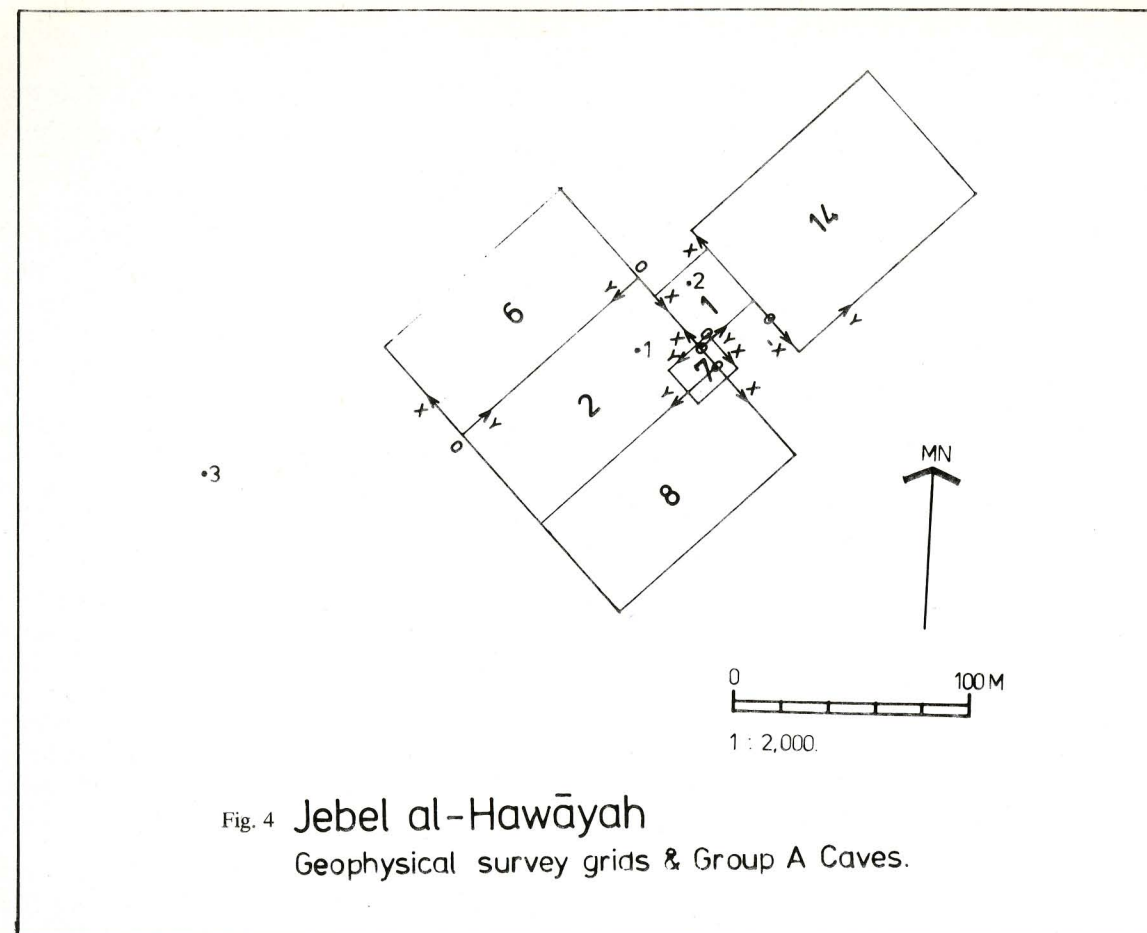 14
O
X
X
•2
Y
6
1
O
X
•1
X
O
Y
Y
X
7
O
Y
X
2
Y
X
Y
O
•3
MN
8
0 100 M
1 : 2,000.
Fig. 4 Jebel al-Hawāyah
Geophysical survey grids & Group A Caves.